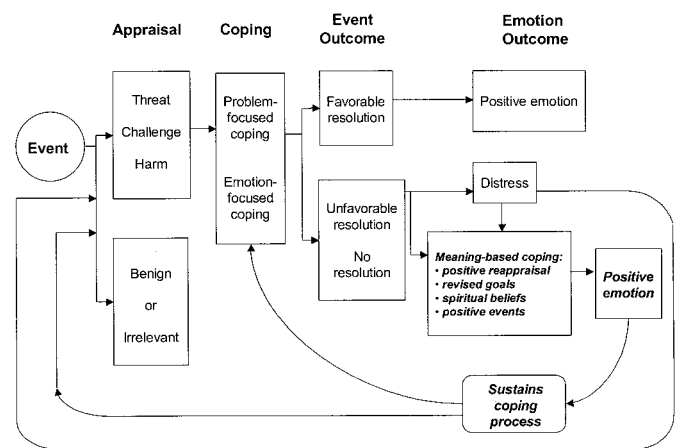 Appraisal
Coping
Event
Outcome
Emotion
Outcome
Event
Threat
Challenge
Harm
Benign
or
Irrelevant
Problem-
focused
coping
Emotion-
focused
coping
Favorable
resolution
Unfavorable
resolution
No
resolution
Positive emotion
Distress
Meaning-based coping:
• positive reappraisal
• revised goals
• spiritual beliefs
• positive events
Positive
emotion
Sustains
coping
process